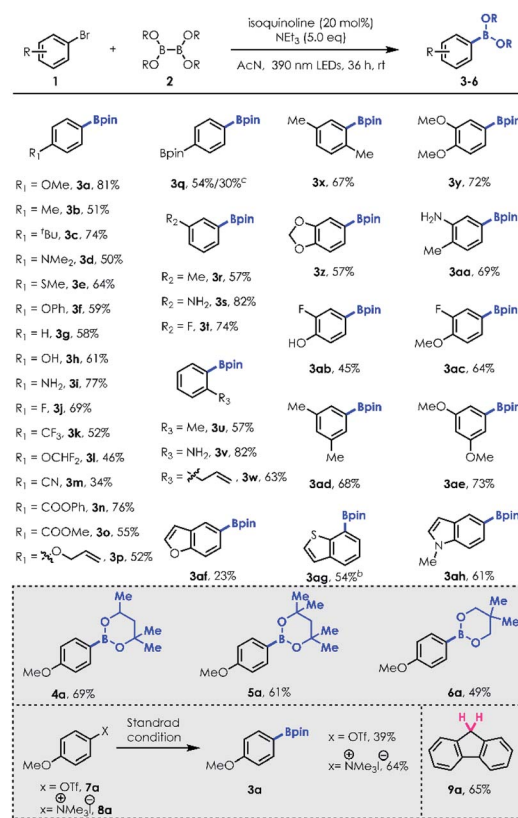 Br
R
1
+
RO OR
B—B
RO OR
2
isoquinoline (20 mol%)
NEt3 (5.0 eq)
AcN, 390 nm LEDs, 36 h, rt
OR
B
OR
R
3-6
Bpin
R1
R1 = OMe, 3a, 81%
R1 = Me, 3b, 51%
R1 = tBu, 3c, 74%
R1 = NMe2, 3d, 50%
R1 = SMe, 3e, 64%
R1 = OPh, 3f, 59%
R1 = H, 3g, 58%
R1 = OH, 3h, 61%
R1 = NH2, 3i, 77%
R1 = F, 3j, 69%
R1 = CF3, 3k, 52%
R1 = OCHF2, 3l, 46%
R1 = CN, 3m, 34%
R1 = COOPh, 3n, 76%
R1 = COOMe, 3o, 55%
R1 = O , 3p, 52%
Bpin
Bpin
3q, 54%/30%c
R2 Bpin
R2 = Me, 3r, 57%
R2 = NH2, 3s, 82%
R2 = F, 3t, 74%
Bpin
R3
R3 = Me, 3u, 57%
R3 = NH2, 3v, 82%
R3 = , 3w, 63%
Me Bpin
Me
3x, 67%
OMe Bpin
OMe
3y, 72%
O Bpin
O
3z, 57%
H2N Bpin
Me
3aa, 69%
F Bpin
HO
3ab, 45%
F Bpin
MeO
3ac, 64%
Me Bpin
Me
3ad, 68%
MeO Bpin
OMe
3ae, 73%
Bpin
O
3af, 23%
Bpin
S
3ag, 54%b
Bpin
N
Me
3ah, 61%
Me
O Me
B O Me
MeO
4a, 69%
Me Me
O Me
B O Me
MeO
5a, 61%
Me
O Me
B O
MeO
6a, 49%
X
MeO
x= OTf, 7a
x= NMe3I, 8a
+ −
Standrad
condition
Bpin
MeO
3a
x = OTf, 39%
+ −
x= NMe3I, 64%
H H
9a, 65%